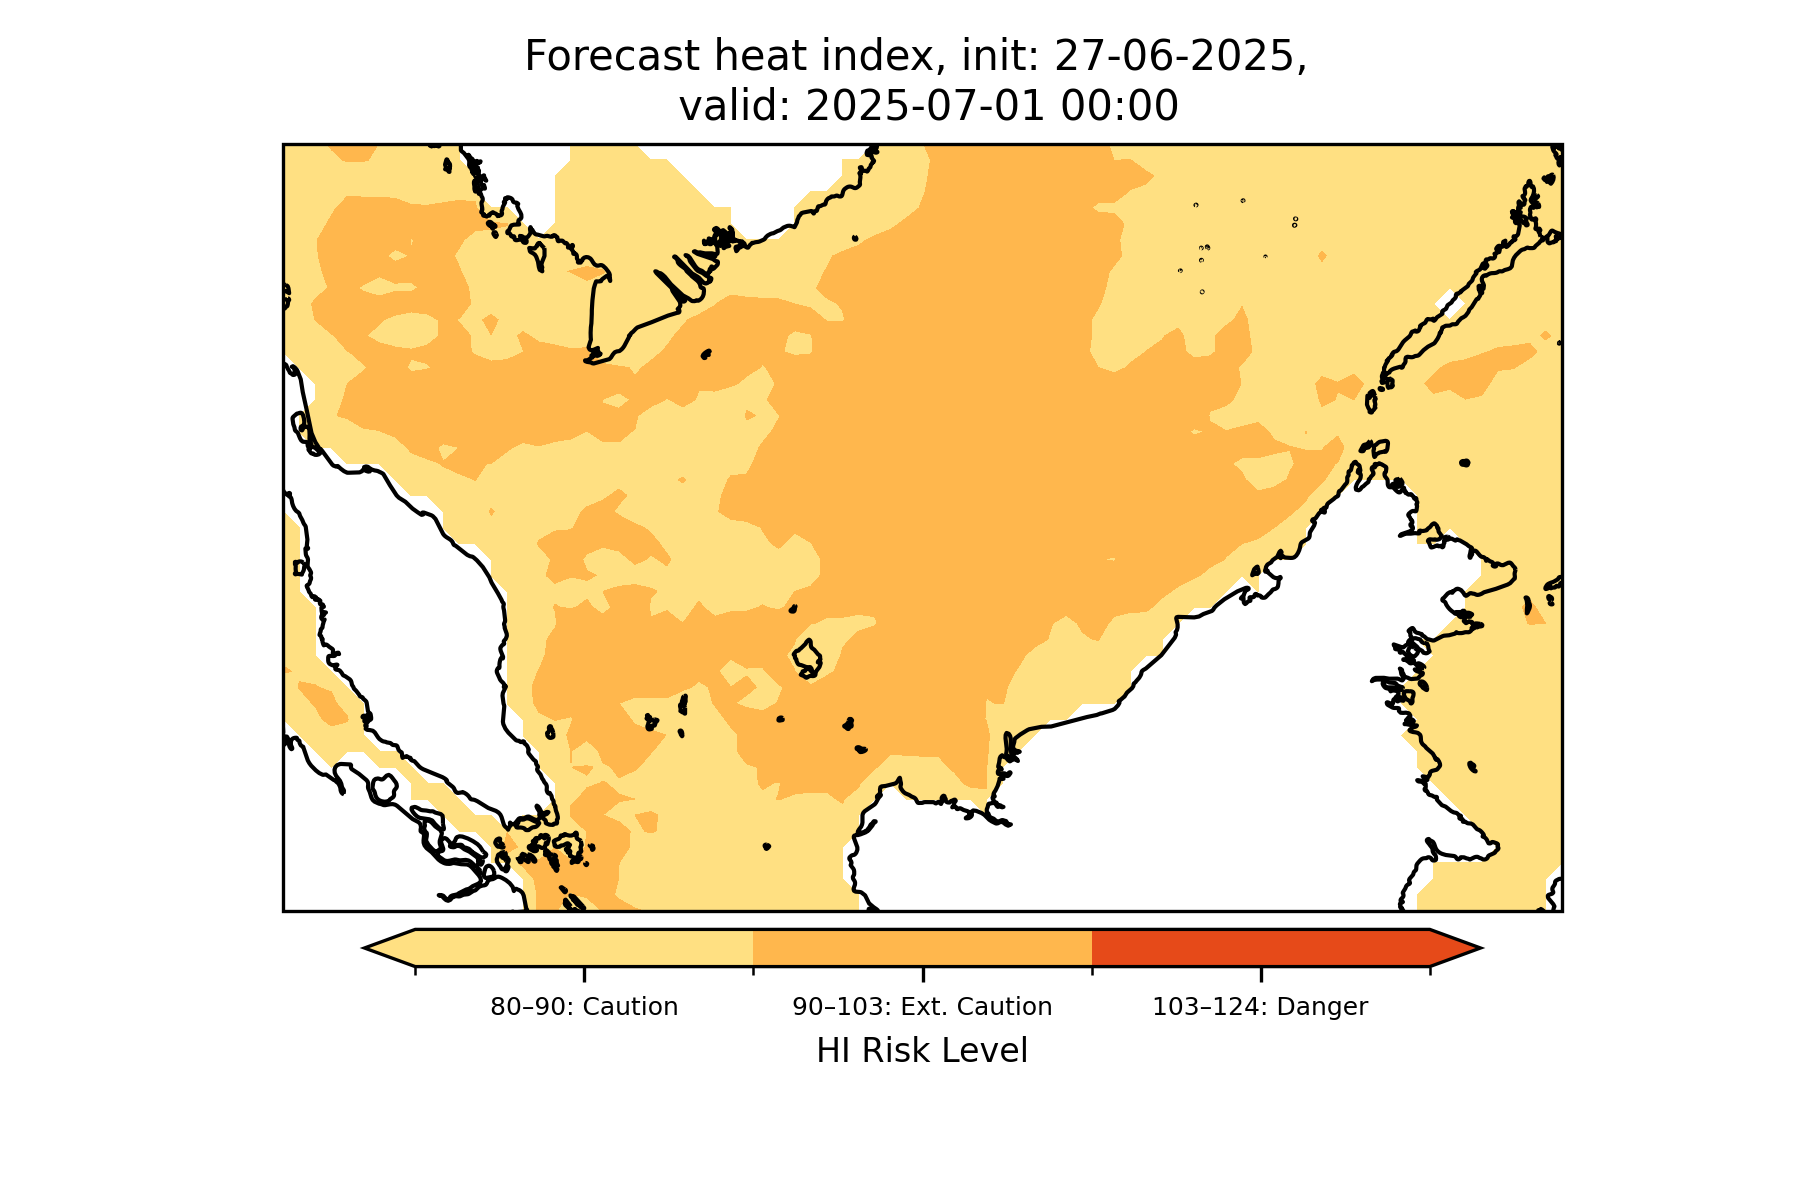 Forecast heat index, init: 27-06-2025,
valid: 2025-07-01 00:00
80–90: Caution
90–103: Ext. Caution
103–124: Danger
HI Risk Level